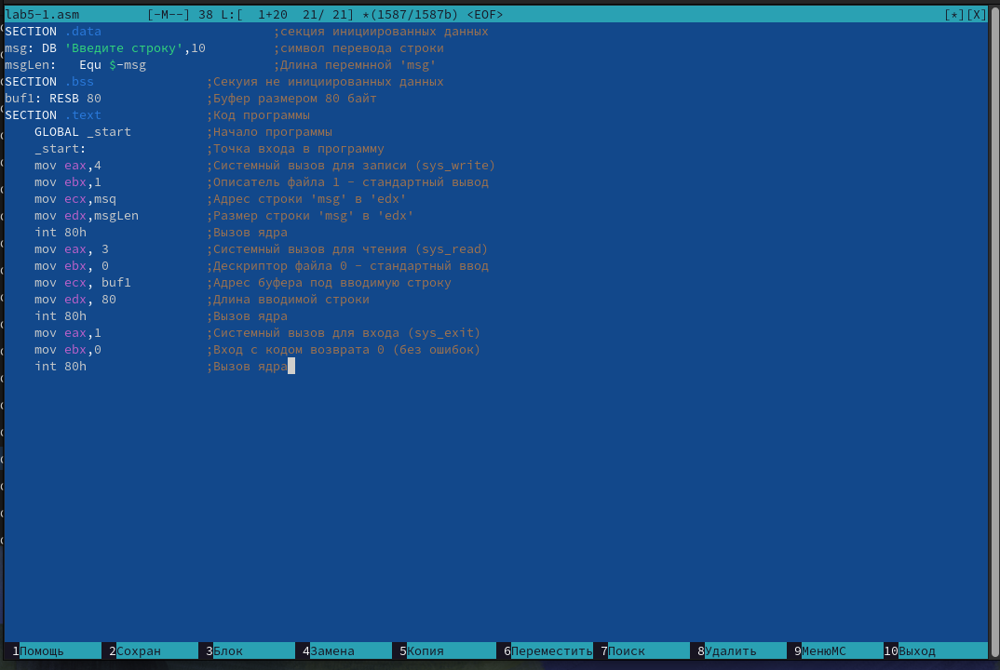 lab5-1.asm [-M--] 38 L:[ 1+20 21/ 21] *(1587/1587b) <EOF> [*][X]
SECTION .data ;секция инициированных данных
msg: DB 'Введите строку',10 ;символ перевода строки
msgLen: Equ $-msg ;Длина перемнной 'msg'
SECTION .bss ;Секуия не инициированных данных
buf1: RESB 80 ;Буфер размером 80 байт
SECTION .text ;Код программы
GLOBAL _start ;Начало программы
_start: ;Точка входа в программу
mov eax,4 ;Системный вызов для записи (sys_write)
mov ebx,1 ;Описатель файла 1 - стандартный вывод
mov ecx,msq ;Адрес строки 'msg' в 'edx'
mov edx,msgLen ;Размер строки 'msg' в 'edx'
int 80h ;Вызов ядра
mov eax, 3 ;Системный вызов для чтения (sys_read)
mov ebx, 0 ;Дескриптор файла 0 - стандартный ввод
mov ecx, buf1 ;Адрес буфера под вводимую строку
mov edx, 80 ;Длина вводимой строки
int 80h ;Вызов ядра
mov eax,1 ;Системный вызов для входа (sys_exit)
mov ebx,0 ;Вход с кодом возврата 0 (без ошибок)
int 80h ;Вызов ядра
1Помощь 2Сохран 3Блок 4Замена 5Копия 6Переместить 7Поиск 8Удалить 9МенюMC 10Выход